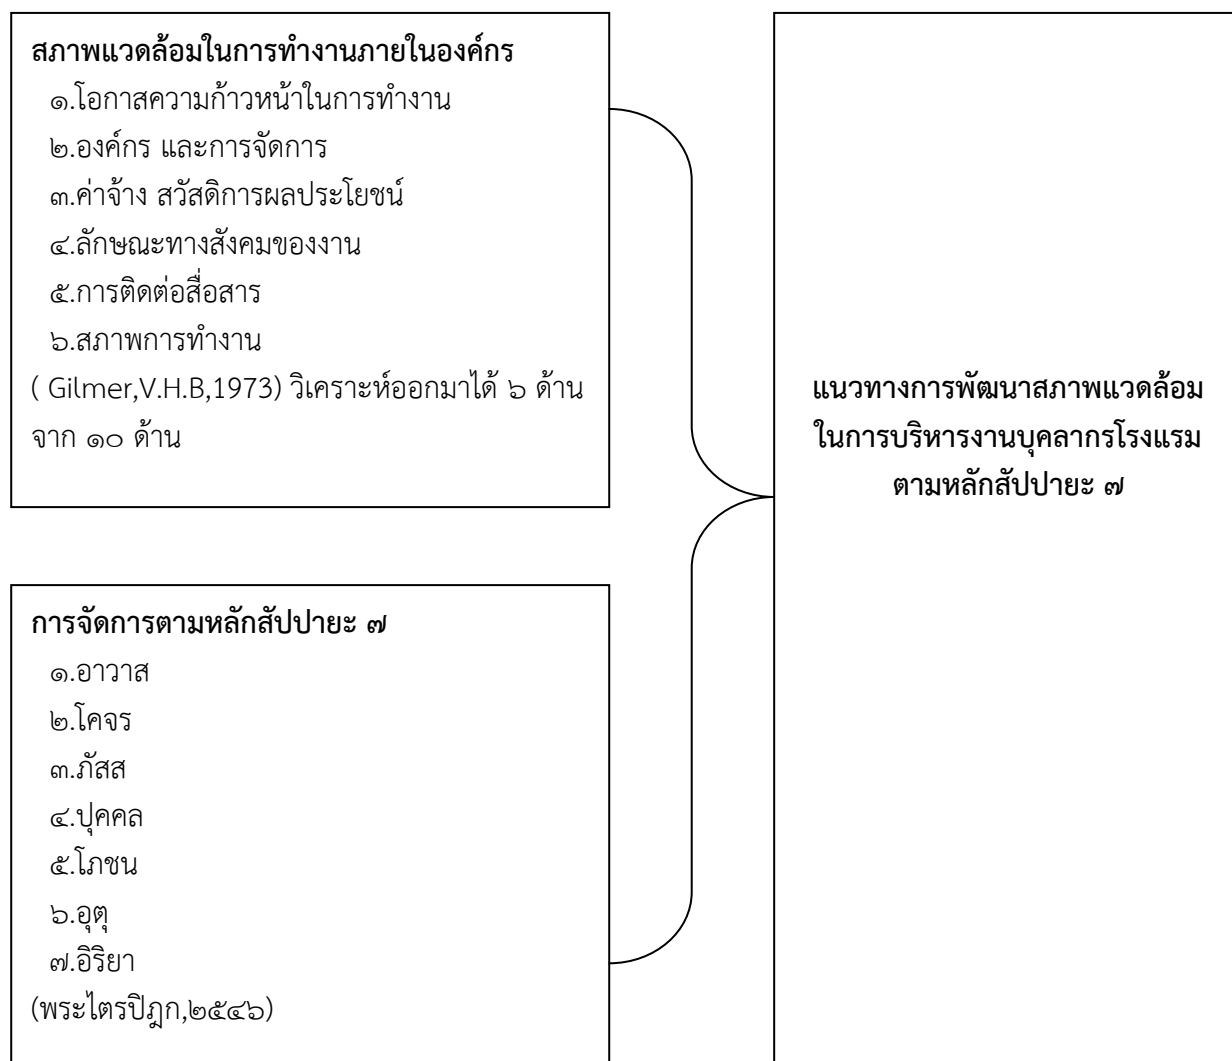 สภาพแวดล้อมในการทำงานภายในองค์กร
๑.โอกาสความก้าวหน้าในการทำงาน
๒.องค์กร และการจัดการ
๓.ค่าจ้าง สวัสดิการผลประโยชน์
๔.ลักษณะทางสังคมของงาน
๕.การติดต่อสื่อสาร
๖.สภาพการทำงาน
( Gilmer,V.H.B,1973) วิเคราะห์ออกมาได้ ๖ ด้าน
จาก ๑๐ ด้าน
การจัดการตามหลักสัปปายะ ๗
๑.อาวาส
๒.โคจร
๓.ภัสส
๔.ปุคคล
๕.โภชน
๖.อุตุ
๗.อิริยา
(พระไตรปิฎก,๒๕๔๖)
แนวทางการพัฒนาสภาพแวดล้อม
ในการบริหารงานบุคลากรโรงแรม
ตามหลักสัปปายะ ๗